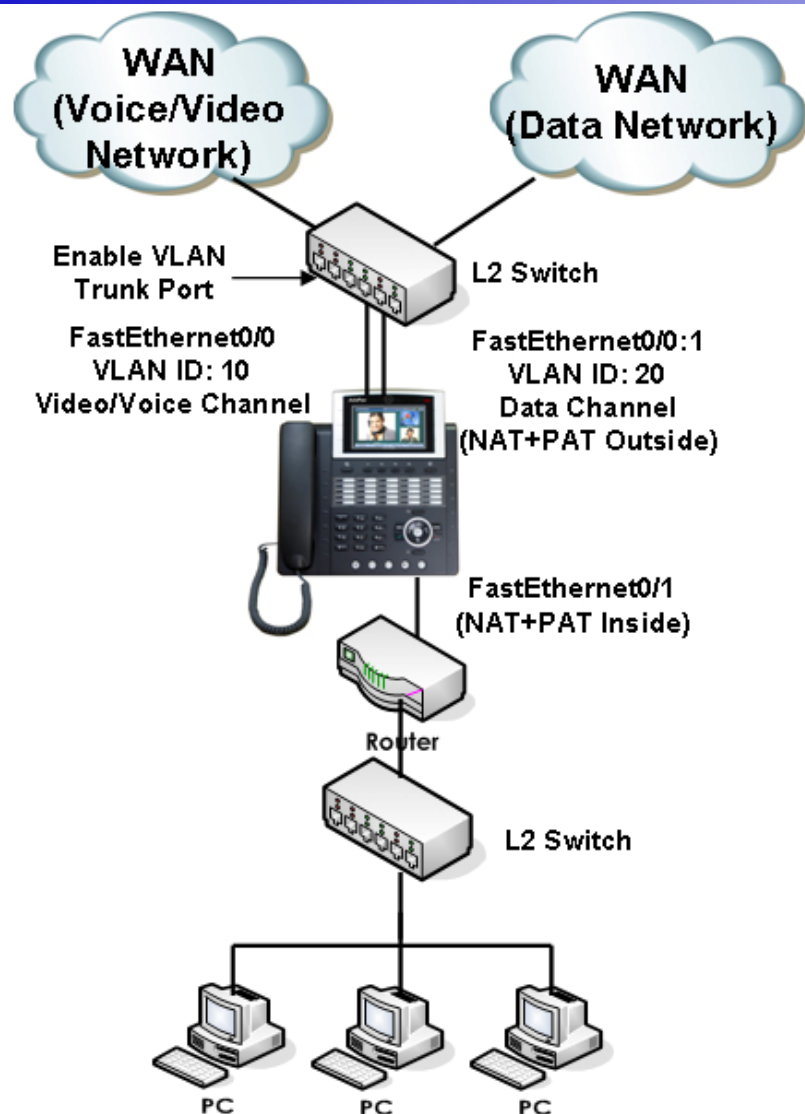 WAN
(Voice/Video
Network)
WAN
(Data Network)
Enable VLAN
Trunk Port
L2 Switch
FastEthernet0/0
VLAN ID: 10
Video/Voice Channel
FastEthernet0/0:1
VLAN ID: 20
Data Channel
(NAT+PAT Outside)
FastEthernet0/1
(NAT+PAT Inside)
Router
L2 Switch
PC
PC
PC